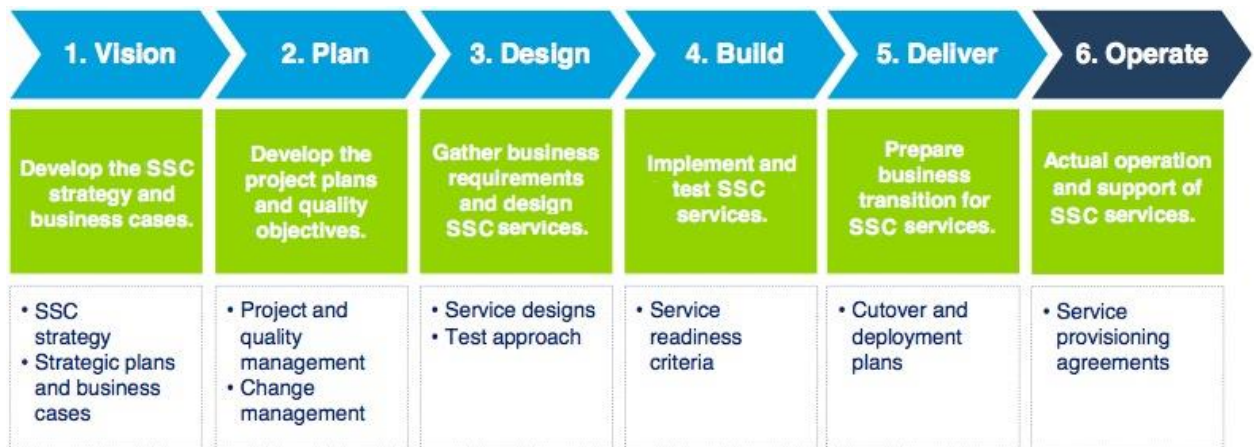 1. Vision
2. Plan
3. Design
4. Build
5. Deliver
6. Operate
Develop the SSC
strategy and
business cases.
Develop the
project plans
and quality
objectives.
Gather business
requirements
and design
SSC services.
Implement and
test SSC
services.
Prepare
business
transition for
SSC services.
Actual operation
and support of
SSC services.
• SSC
strategy
• Strategic plans
and business
cases
• Project and
quality
management
• Change
management
• Service designs
• Test approach
• Service
readiness
criteria
• Cutover and
deployment
plans
• Service
provisioning
agreements